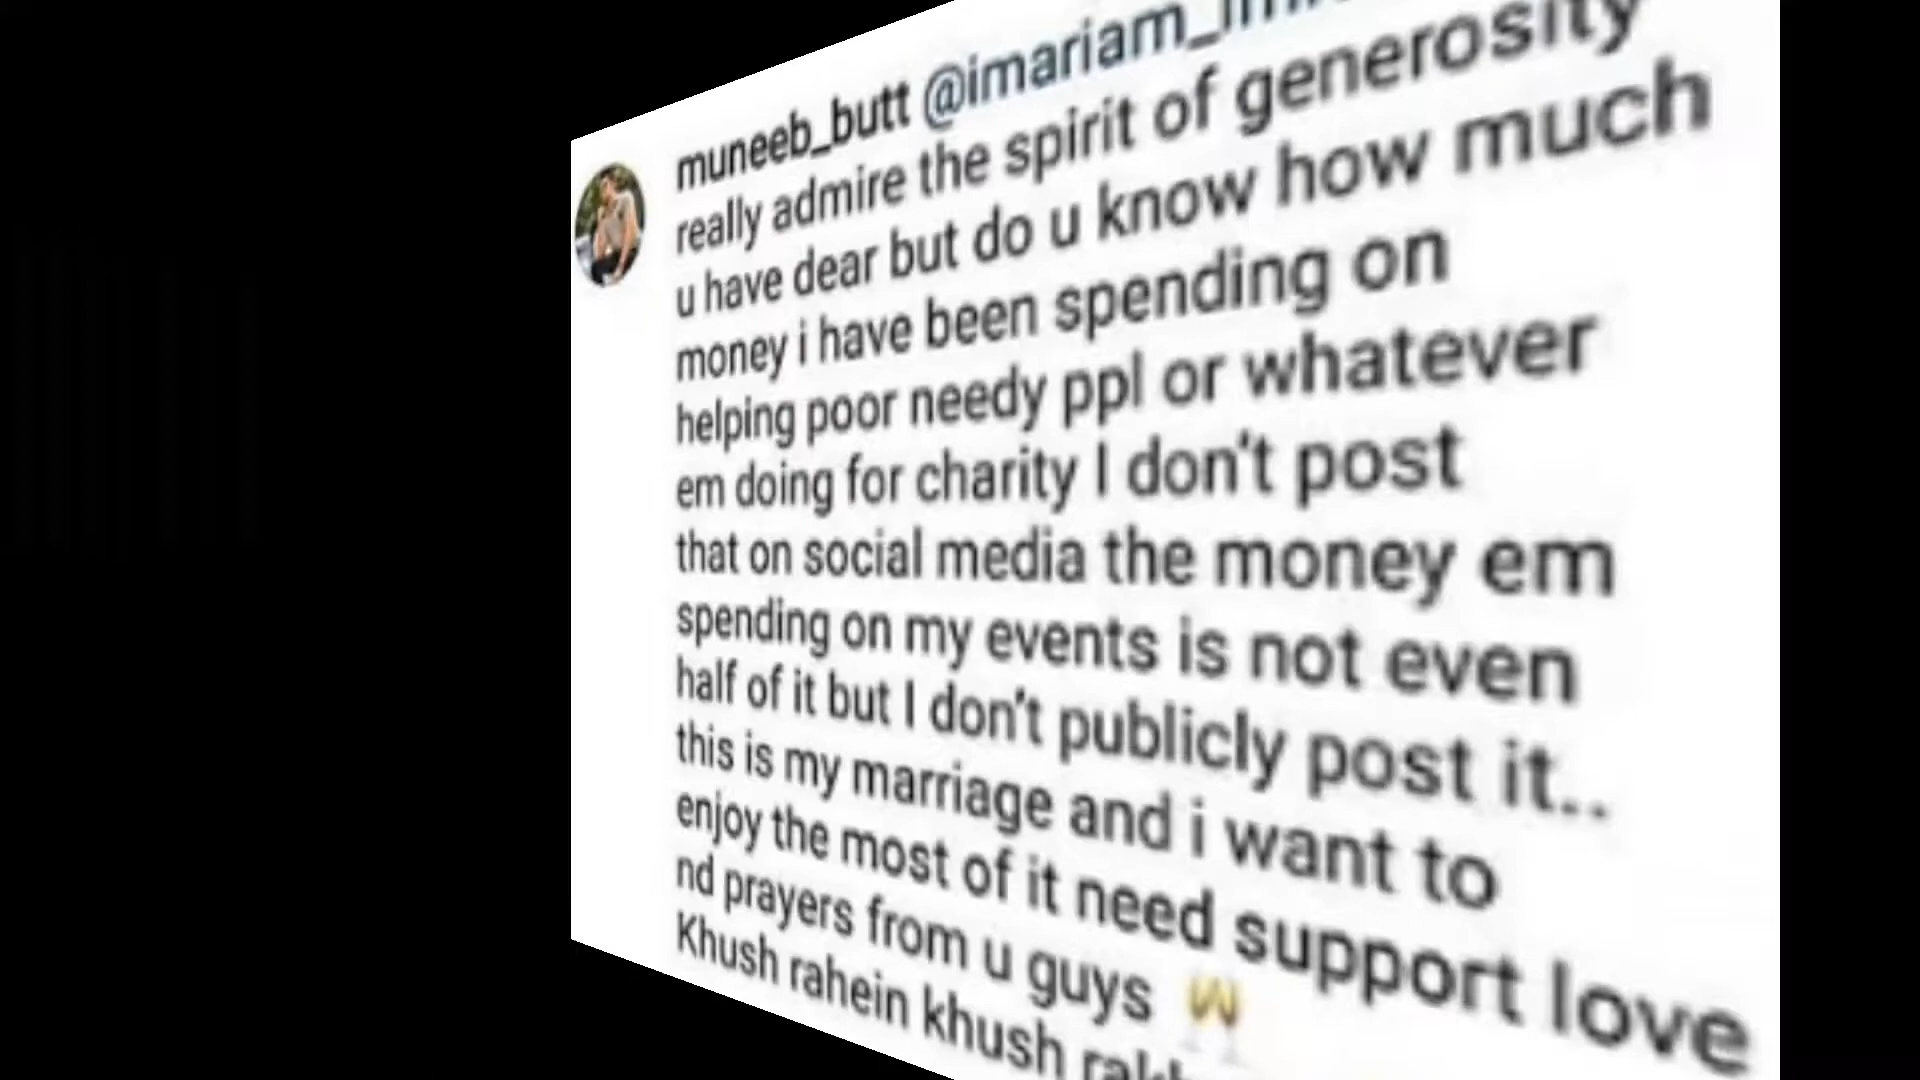 muneeb_butt
really admire the spirit of generosity
u have dear but do u know how much
money i have been spending on
helping poor needy ppl or whatever
em doing for charity I don't post
that on social media the money em
spending on my events is not even
half of it but I don't publicly post it..
this is my marriage and i want to
enjoy the most of it need support love
nd prayers from u guys 🥂
Khush rahein khush